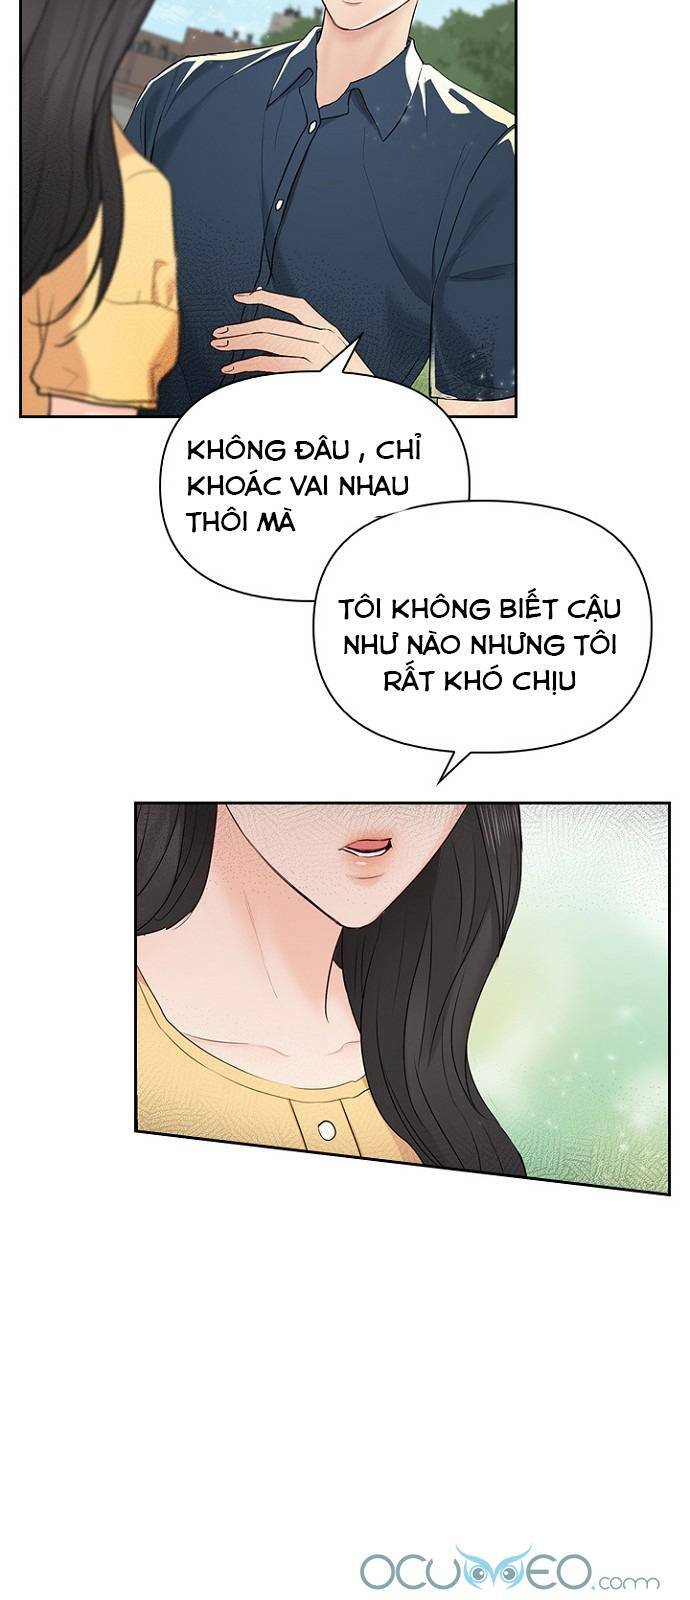 KHÔNG ĐÂU , CHỈ
KHOÁC VAI NHAU
THÔI MÀ
TÔI KHÔNG BIẾT CẬU
NHƯ NÀO NHƯNG TÔI
RẤT KHÓ CHỊU
OCUMEO.com